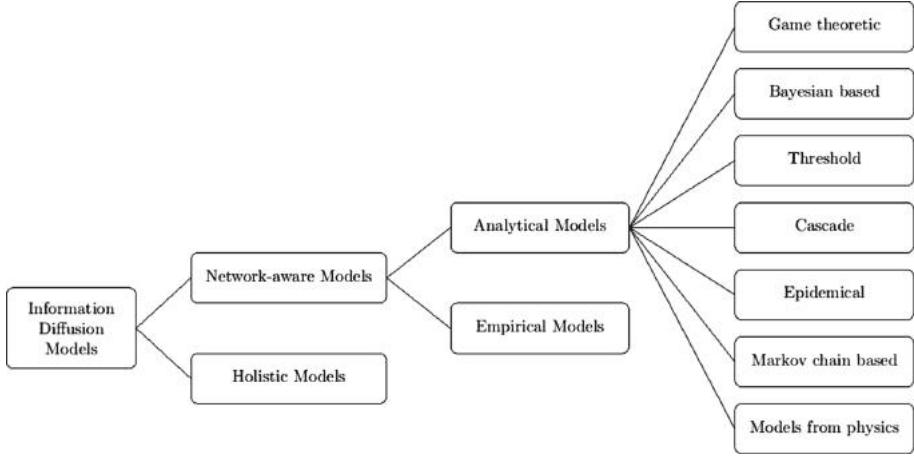 Game theoretic
Bayesian based
Threshold
Analytical Models
Cascade
Network-aware Models
Epidemical
Information
Diffusion
Models
Empirical Models
Holistic Models
Markov chain based
Models from physics